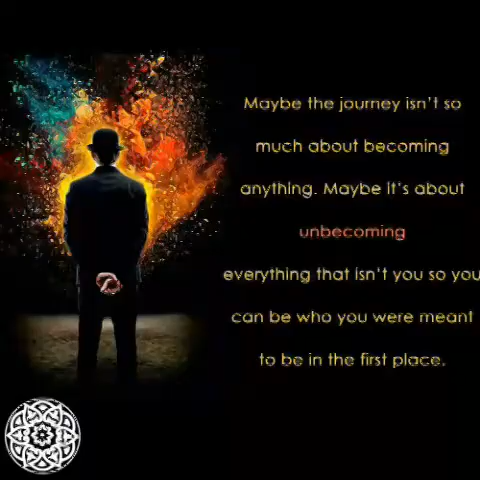 Maybe the journey isn't so
much about becoming
anything. Maybe it's about
unbecoming
everything that isn't you so you
can be who you were meant
to be in the first place.